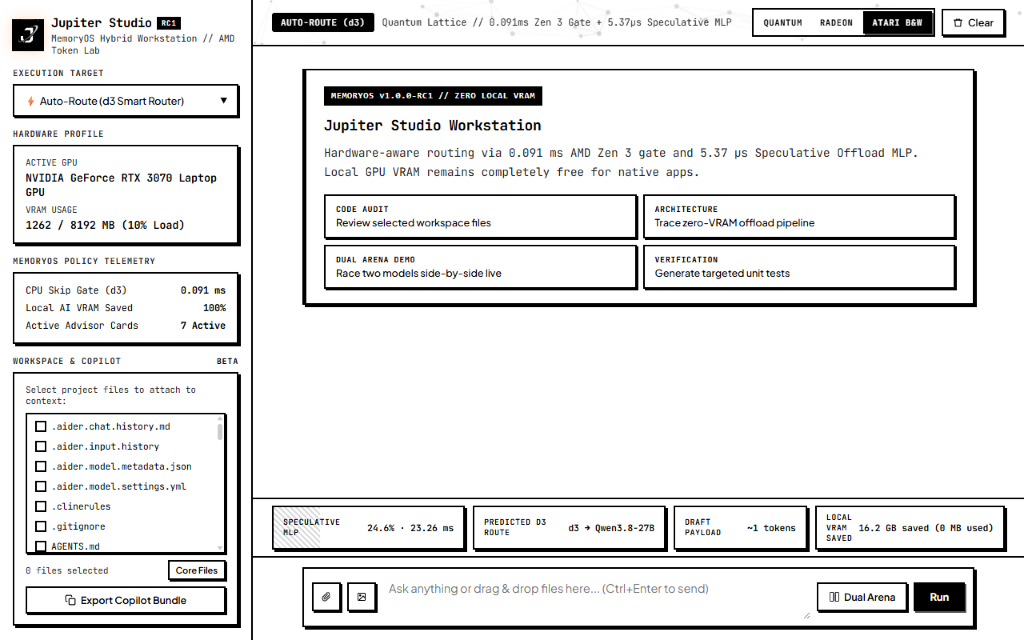 Jupiter Studio RC1
MemoryOS Hybrid Workstation // AMD
Token Lab
EXECUTION TARGET
Auto-Route (d3 Smart Router)
HARDWARE PROFILE
ACTIVE GPU
NVIDIA GeForce RTX 3070 Laptop
GPU
VRAM USAGE
1262 / 8192 MB (10% Load)
MEMORYOS POLICY TELEMETRY
CPU Skip Gate (d3) 0.091 ms
Local AI VRAM Saved 100%
Active Advisor Cards 7 Active
WORKSPACE & COPILOT BETA
Select project files to attach to
context:
.aider.chat.history.md
.aider.input.history
.aider.model.metadata.json
.aider.model.settings.yml
.clinerules
.gitignore
AGENTS.md
0 files selected Core Files
Export Copilot Bundle
AUTO-ROUTE (d3) Quantum Lattice // 0.091ms Zen 3 Gate + 5.37µs Speculative MLP
QUANTUM RADEON ATARI B&W Clear
MEMORYOS v1.0.0-RC1 // ZERO LOCAL VRAM
Jupiter Studio Workstation
Hardware-aware routing via 0.091 ms AMD Zen 3 gate and 5.37 µs Speculative Offload MLP.
Local GPU VRAM remains completely free for native apps.
CODE AUDIT
Review selected workspace files
ARCHITECTURE
Trace zero-VRAM offload pipeline
DUAL ARENA DEMO
Race two models side-by-side live
VERIFICATION
Generate targeted unit tests
SPECULATIVE
MLP
24.6% · 23.26 ms
PREDICTED D3
ROUTE
d3 → Qwen3.8-27B
DRAFT
PAYLOAD
~1 tokens
LOCAL
VRAM
SAVED
16.2 GB saved (0 MB used)
Ask anything or drag & drop files here... (Ctrl+Enter to send)
Dual Arena
Run